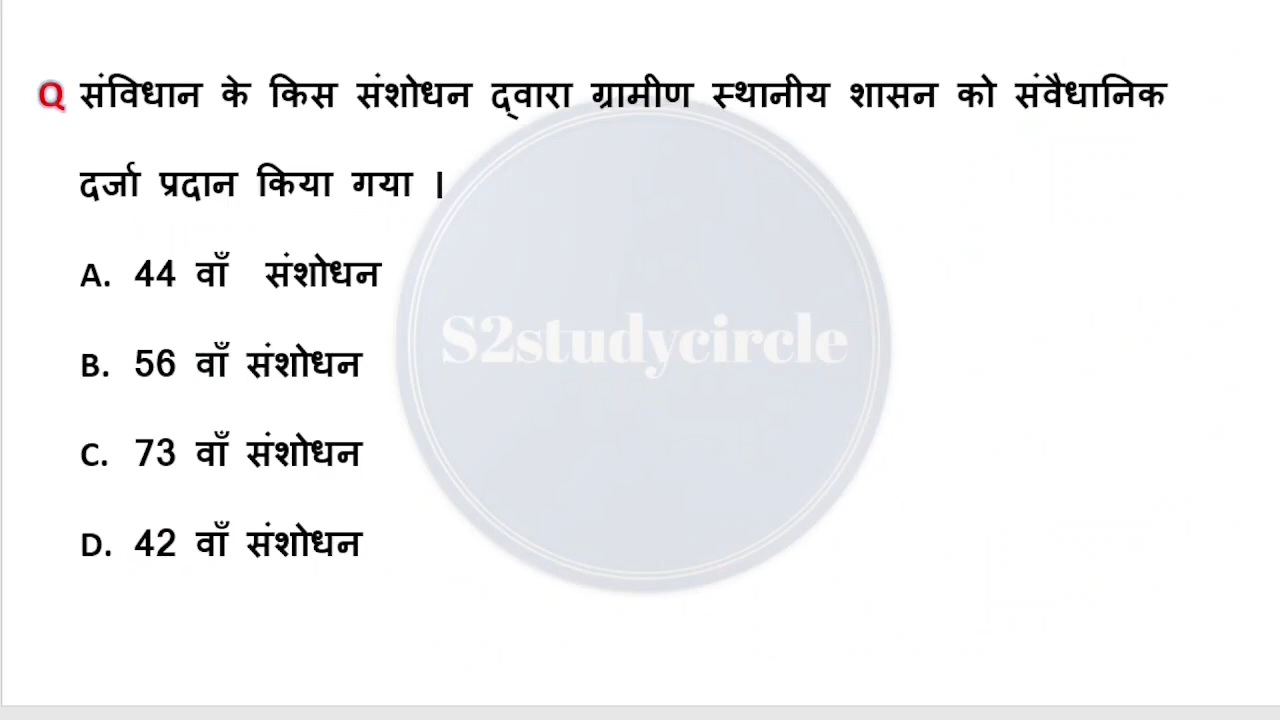 Q संविधान के किस संशोधन द्वारा ग्रामीण स्थानीय शासन को संवैधानिक
दर्जा प्रदान किया गया ।
A. 44 वाँ संशोधन
S2studycircle
B. 56 वाँ संशोधन
C. 73 वाँ संशोधन
D. 42 वाँ संशोधन